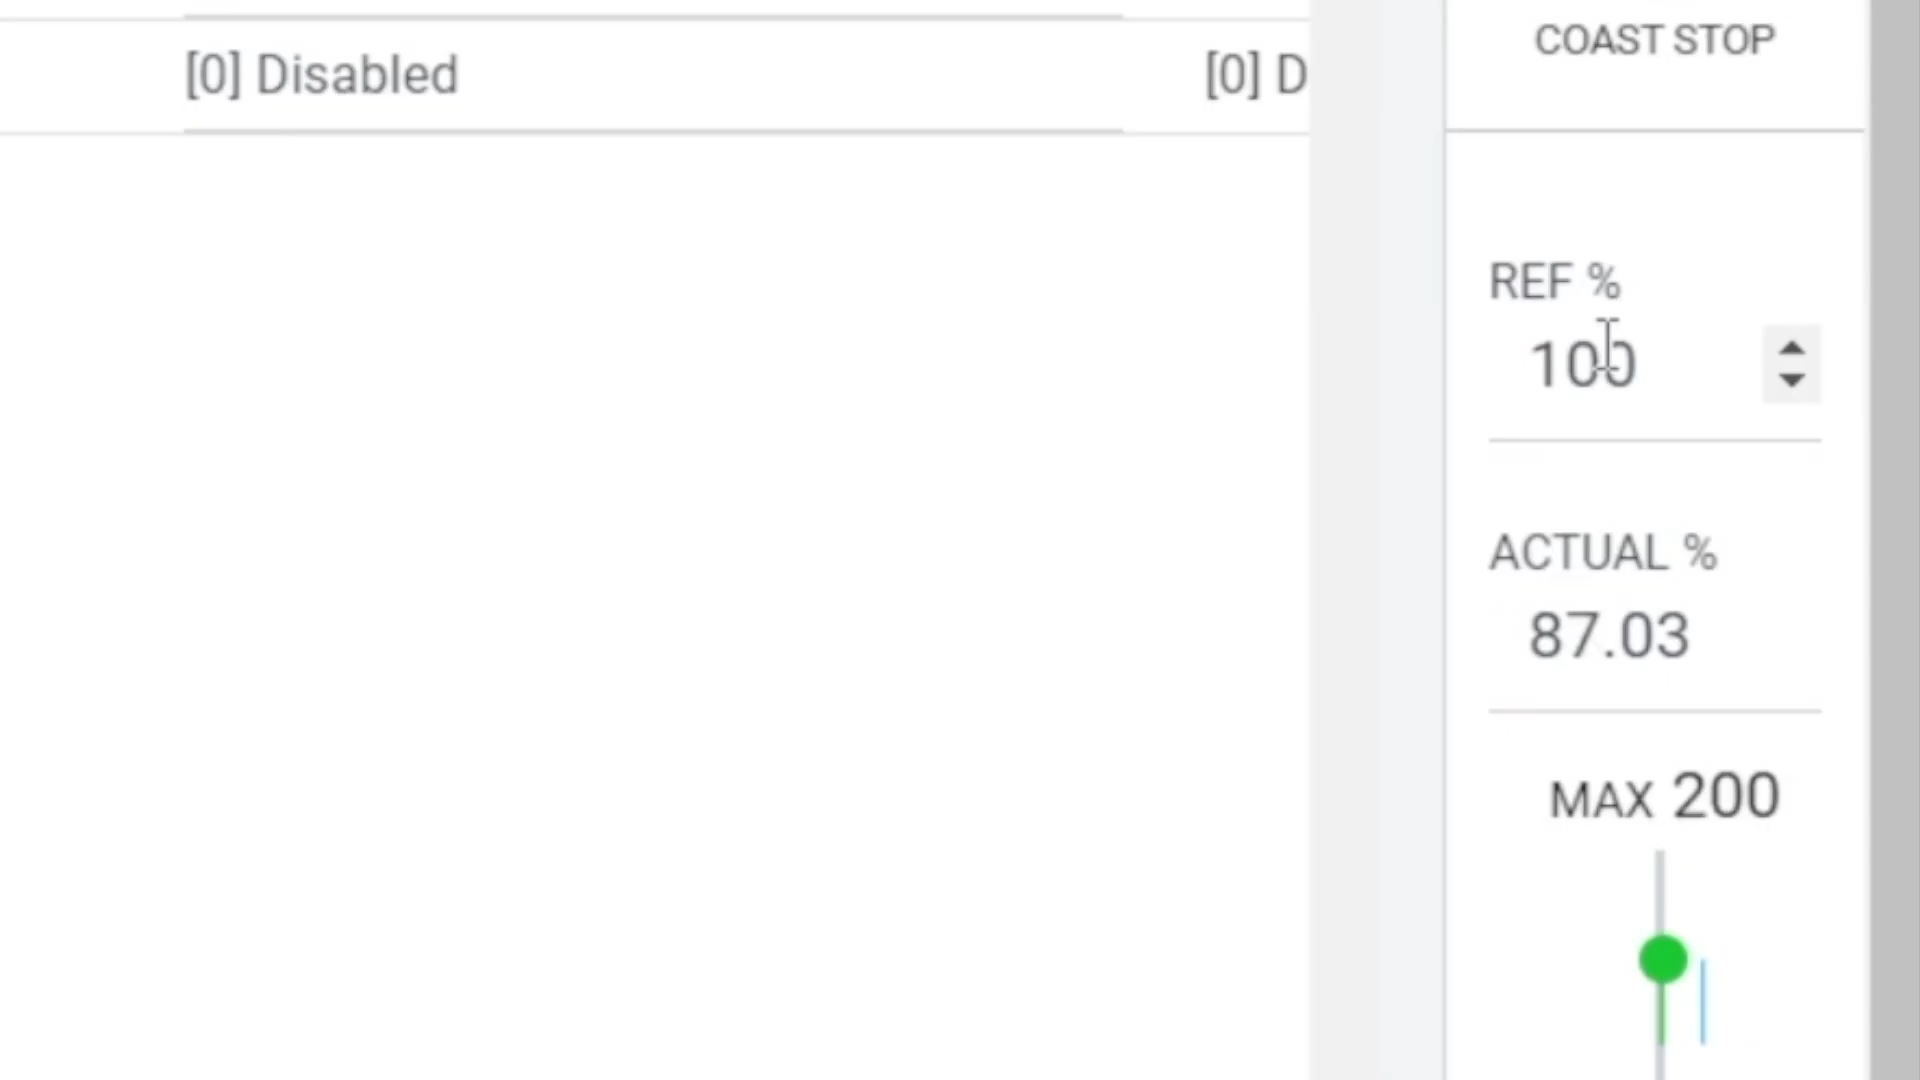 COAST STOP
[0] Disabled [0] D
REF %
100
ACTUAL %
87.03
MAX 200